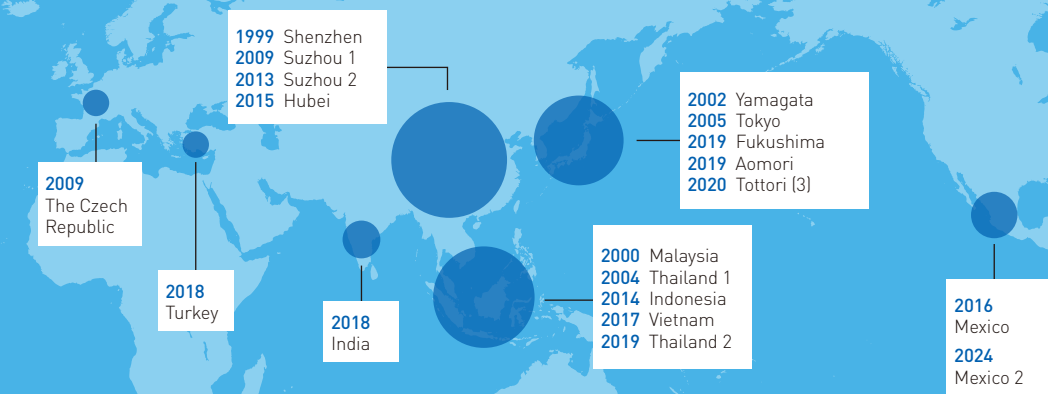 1999 Shenzhen
2009 Suzhou 1
2013 Suzhou 2
2015 Hubei
2002 Yamagata
2005 Tokyo
2019 Fukushima
2019 Aomori
2020 Tottori (3)
2009
The Czech
Republic
2018
Turkey
2018
India
2000 Malaysia
2004 Thailand 1
2014 Indonesia
2017 Vietnam
2019 Thailand 2
2016
Mexico
2024
Mexico 2